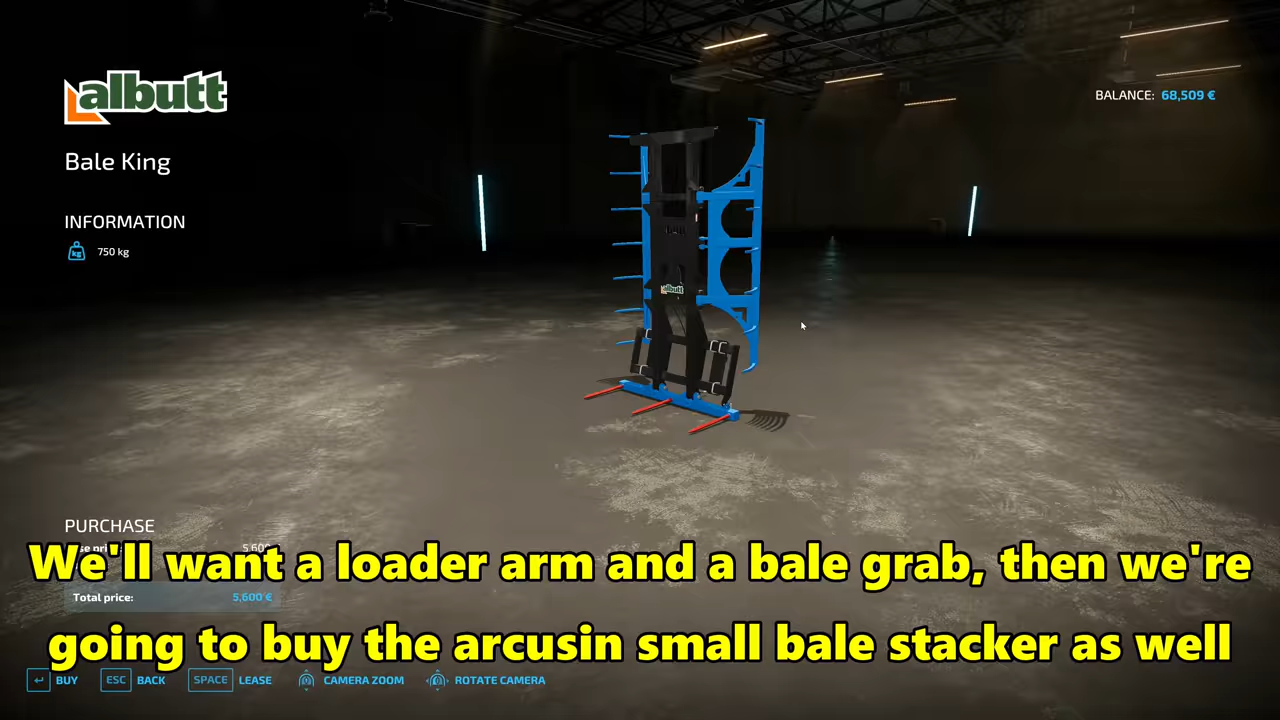 albutt
BALANCE: 68,509 €
Bale King
INFORMATION
kg 750 kg
albutt
PURCHASE
We'll want a loader arm and a bale grab, then we're
Total price: 5,600 €
going to buy the arcusin small bale stacker as well
BUY ESC BACK SPACE LEASE CAMERA ZOOM ROTATE CAMERA